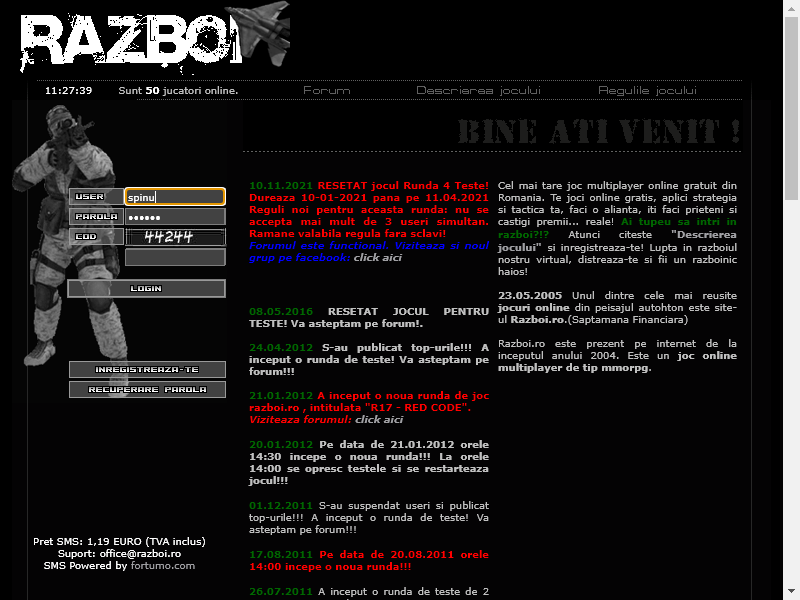 RAZBOI
11:27:39 Sunt 50 jucatori online. Forum Descrierea jocului Regulile jocului
BINE ATI VENIT !
USER spinu
PAROLA ●●●●●●
COD 44244
LOGIN
INREGISTREAZA-TE
RECUPERARE PAROLA
Pret SMS: 1,19 EURO (TVA inclus)
Suport: office@razboi.ro
SMS Powered by fortumo.com
10.11.2021 RESETAT jocul Runda 4 Teste!
Dureaza 10-01-2021 pana pe 11.04.2021
Reguli noi pentru aceasta runda: nu se
accepta mai mult de 3 useri simultan.
Ramane valabila regula fara sclavi!
Forumul este functional. Viziteaza si noul
grup pe facebook: click aici
08.05.2016 RESETAT JOCUL PENTRU
TESTE! Va asteptam pe forum!.
24.04.2012 S-au publicat top-urile!!! A
inceput o runda de teste! Va asteptam pe
forum!!!
21.01.2012 A inceput o noua runda de joc
razboi.ro , intitulata "R17 - RED CODE".
Viziteaza forumul: click aici
20.01.2012 Pe data de 21.01.2012 orele
14:30 incepe o noua runda!!! La orele
14:00 se opresc testele si se restarteaza
jocul!!!
01.12.2011 S-au suspendat useri si publicat
top-urile!!! A inceput o runda de teste! Va
asteptam pe forum!!!
17.08.2011 Pe data de 20.08.2011 orele
14:00 incepe o noua runda!!!
26.07.2011 A inceput o runda de teste de 2
Cel mai tare joc multiplayer online gratuit din
Romania. Te joci online gratis, aplici strategia
si tactica ta, faci o alianta, iti faci prieteni si
castigi premii... reale! Ai tupeu sa intri in
razboi?!? Atunci citeste "Descrierea
jocului" si inregistreaza-te! Lupta in razboiul
nostru virtual, distreaza-te si fii un razboinic
haios!
23.05.2005 Unul dintre cele mai reusite
jocuri online din peisajul autohton este site-
ul Razboi.ro.(Saptamana Financiara)
Razboi.ro este prezent pe internet de la
inceputul anului 2004. Este un joc online
multiplayer de tip mmorpg.